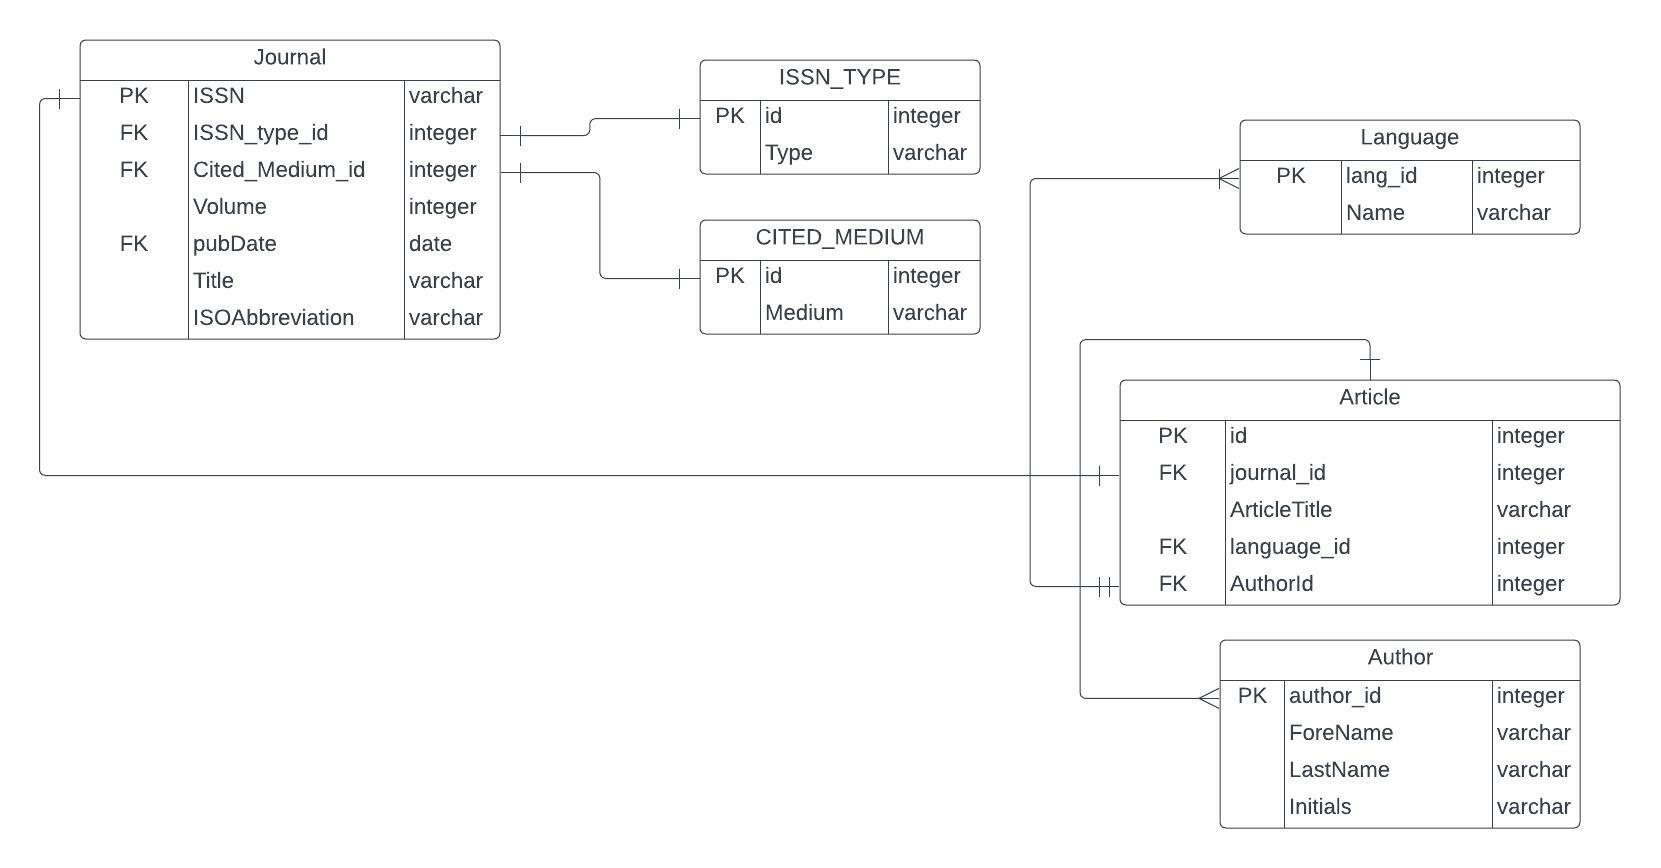 Journal
PK ISSN varchar
FK ISSN_type_id integer
FK Cited_Medium_id integer
Volume integer
FK pubDate date
Title varchar
ISOAbbreviation varchar
ISSN_TYPE
PK id integer
Type varchar
CITED_MEDIUM
PK id integer
Medium varchar
Language
PK lang_id integer
Name varchar
Article
PK id integer
FK journal_id integer
ArticleTitle varchar
FK language_id integer
FK AuthorId integer
Author
PK author_id integer
ForeName varchar
LastName varchar
Initials varchar